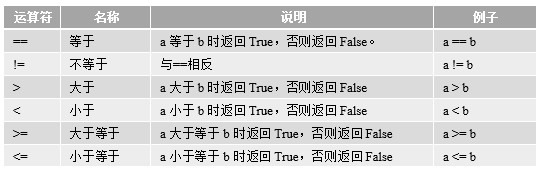 运算符 名称 说明 例子
== 等于 a 等于 b 时返回 True，否则返回 False。 a == b
!= 不等于 与==相反 a != b
> 大于 a 大于 b 时返回 True，否则返回 False a > b
< 小于 a 小于 b 时返回 True，否则返回 False a < b
>= 大于等于 a 大于等于 b 时返回 True，否则返回 False a >= b
<= 小于等于 a 小于等于 b 时返回 True，否则返回 False a <= b